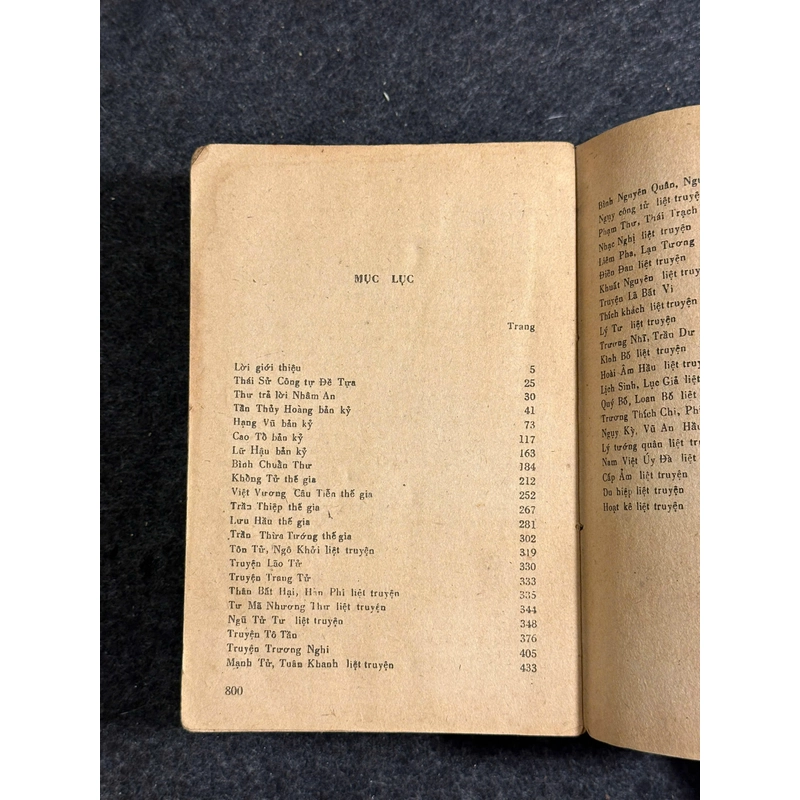 MỤC LỤC
Trang
Lời giới thiệu 5
Thái Sử Công tự Đề Tựa 25
Thư trả lời Nhâm An 30
Tần Thủy Hoàng bản kỷ 41
Hạng Vũ bản kỷ 73
Cao Tồ bản kỷ 117
Lữ Hậu bản kỷ 163
Bình Chuẩn Thư 184
Khổng Tử thế gia 212
Việt Vương Câu Tiễn thế gia 252
Trần Thiệp thế gia 267
Lưu Hầu thế gia 281
Trần Thừa Tướng thế gia 302
Tôn Tử, Ngô Khởi liệt truyện 319
Truyện Lão Tử 330
Truyện Trang Tử 333
Thân Bất Hại, Hàn Phi liệt truyện 335
Tư Mã Nhương Thư liệt truyện 344
Ngũ Tử Tư liệt truyện 348
Truyện Tô Tần 376
Truyện Trương Nghi 405
Mạnh Tử, Tuân Khanh liệt truyện 433
800
Bình Nguyên Quân,
Ngụy công tử liệt truyện
Phạm Thư, Thái Trạch
Nhạc Nghị liệt truyện
Liêm Pha, Lạn Tương
Điền Đan liệt truyện
Khuất Nguyên liệt
Truyện Lã Bất Vi
Thích khách liệt truyện
Lý Tư liệt truyện
Trương Nhĩ, Trần Dư
Kình Bố liệt truyện
Hoài Âm Hầu liệt
Lịch Sinh, Lục Giả liệt
Quý Bố, Loan Bố liệt
Trương Thích Chi,
Ngụy Kỳ, Vũ An Hầu
Lý tướng quân liệt
Nam Việt Úy Đà liệt
Cấp Ảm liệt truyện
Du hiệp liệt truyện
Hoạt kê liệt truyện